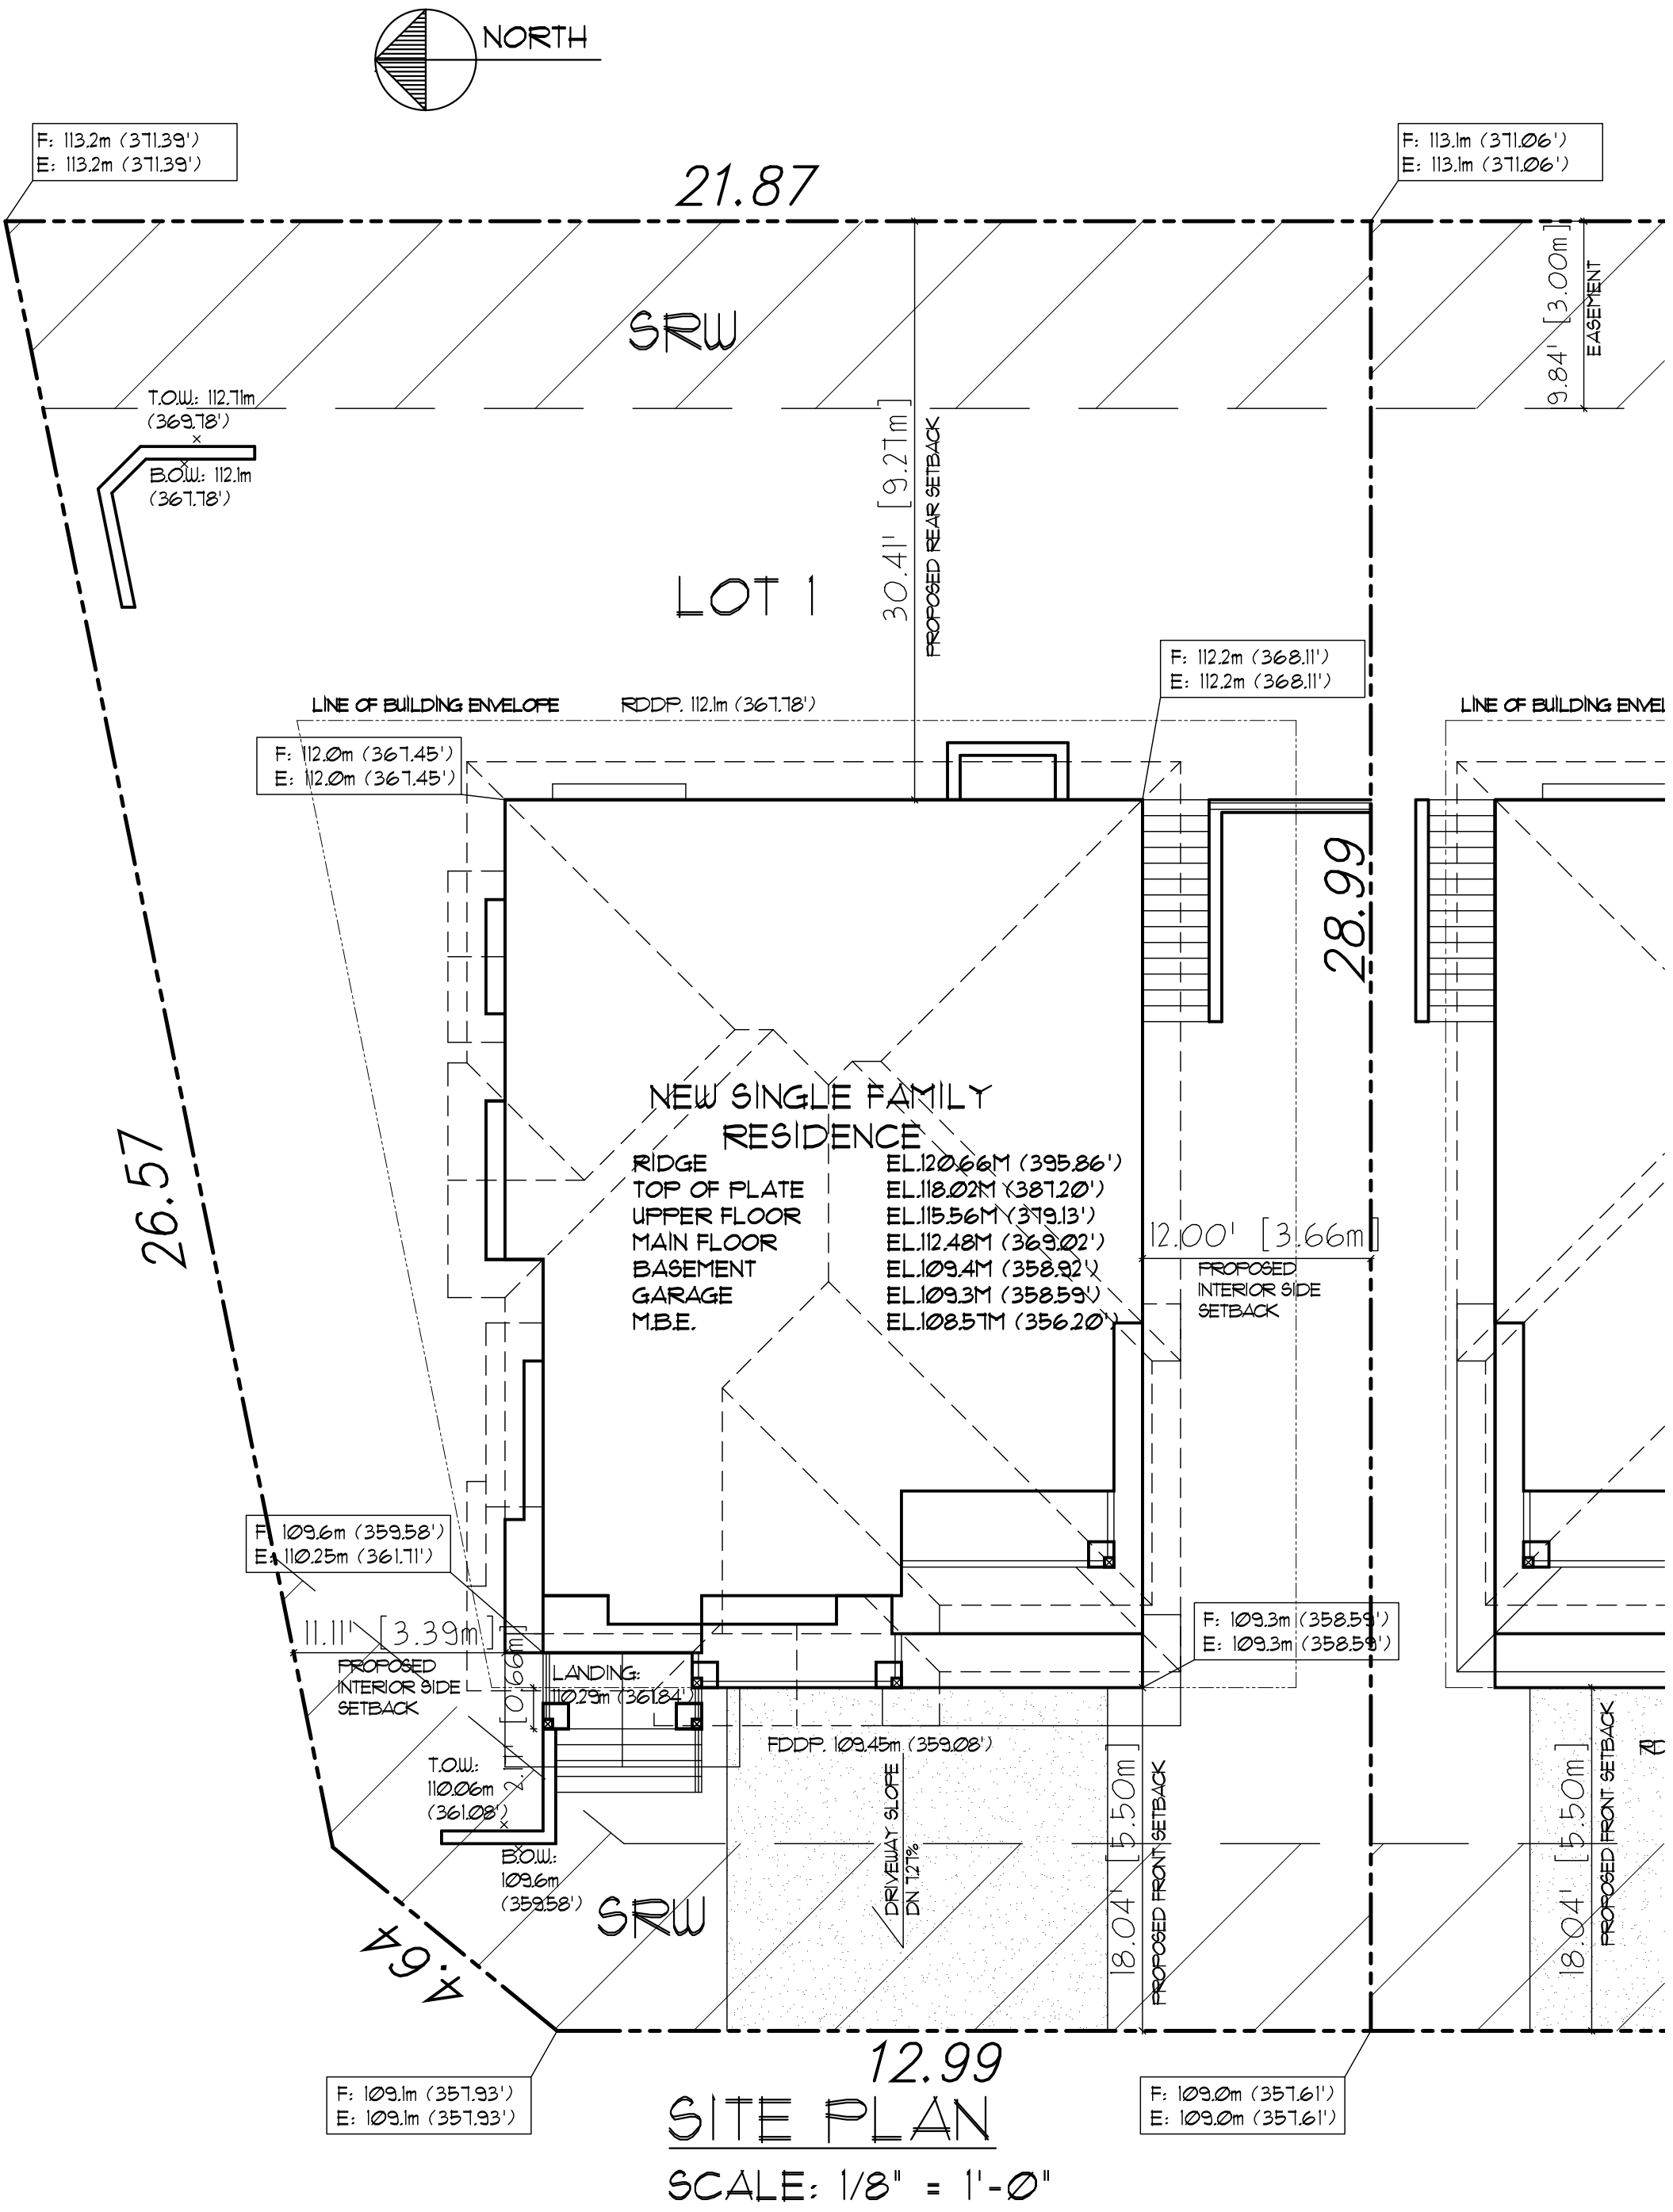 NORTH
F: 113.2m (371.39')
E: 113.2m (371.39')
F: 113.1m (371.06')
E: 113.1m (371.06')
21.87
SRW
9.84' [3.00m]
EASEMENT
T.O.W.: 112.71m
(369.78')
B.O.W.: 112.1m
(367.78')
30.41' [9.27m]
PROPOSED REAR SETBACK
LOT 1
F: 112.2m (368.11')
E: 112.2m (368.11')
LINE OF BUILDING ENVELOPE
RDDP. 112.1m (367.78')
LINE OF BUILDING
F: 112.0m (367.45')
E: 112.0m (367.45')
28.99
NEW SINGLE FAMILY
RESIDENCE
RIDGE EL.120.66M (395.86')
TOP OF PLATE EL.118.02M (387.20')
UPPER FLOOR EL.115.56M (379.13')
MAIN FLOOR EL.112.48M (369.02')
BASEMENT EL.109.4M (358.92')
GARAGE EL.109.3M (358.59')
M.B.E. EL.108.57M (356.20')
26.57
12.00' [3.66m]
PROPOSED
INTERIOR SIDE
SETBACK
F: 109.6m (359.58')
E: 110.25m (361.71')
11.11' [3.39m]
PROPOSED
INTERIOR SIDE
SETBACK
2.17' [0.66m]
LANDING:
110.29m (361.84')
F: 109.3m (358.59')
E: 109.3m (358.59')
FDDP. 109.45m (359.08')
T.O.W.:
110.06m
(361.08')
B.O.W.:
109.6m
(359.58')
DRIVEWAY SLOPE
DN 7.27%
18.04' [5.50m]
PROPOSED FRONT SETBACK
18.04' [5.50m]
PROPOSED FRONT SETBACK
SRW
4.64
12.99
F: 109.1m (357.93')
E: 109.1m (357.93')
F: 109.0m (357.61')
E: 109.0m (357.61')
SITE PLAN
SCALE: 1/8" = 1'-0"